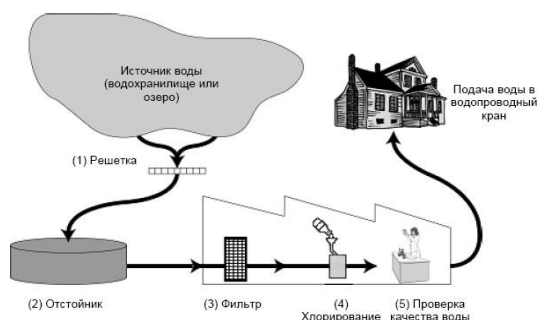 Источник воды
(водохранилище или
озеро)
Подача воды в
водопроводный
кран
(1) Решетка
(2) Отстойник
(3) Фильтр
(4)
Хлорирование
(5) Проверка
качества воды